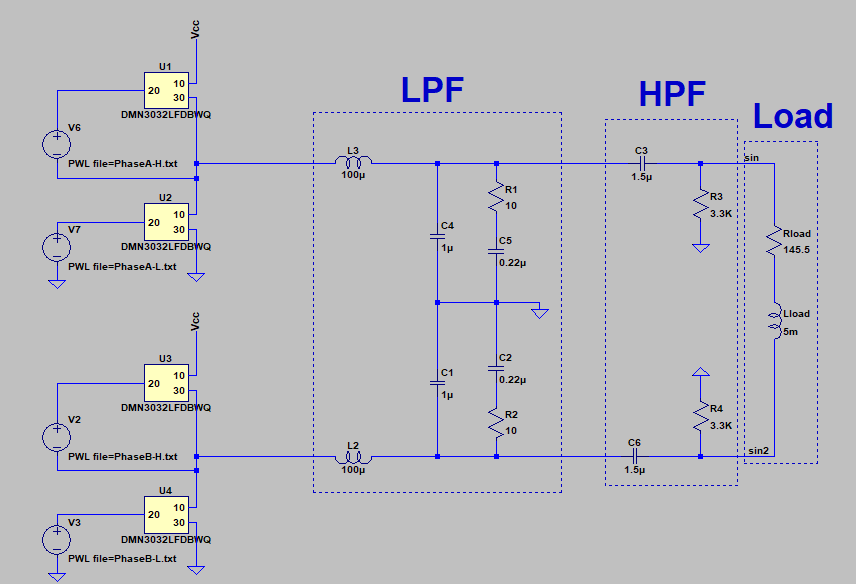 LPF
HPF
Load
Vcc
U1
20
10
30
DMN3032LFDBWQ
V6
PWL file=PhaseA-H.txt
U2
20
10
30
DMN3032LFDBWQ
V7
PWL file=PhaseA-L.txt
Vcc
U3
20
10
30
DMN3032LFDBWQ
V2
PWL file=PhaseB-H.txt
U4
20
10
30
DMN3032LFDBWQ
V3
PWL file=PhaseB-L.txt
L3
100µ
C4
1µ
R1
10
C5
0.22µ
C1
1µ
C2
0.22µ
R2
10
L2
100µ
C3
1.5µ
R3
3.3K
R4
3.3K
C6
1.5µ
sin
Rload
145.5
Lload
5m
sin2